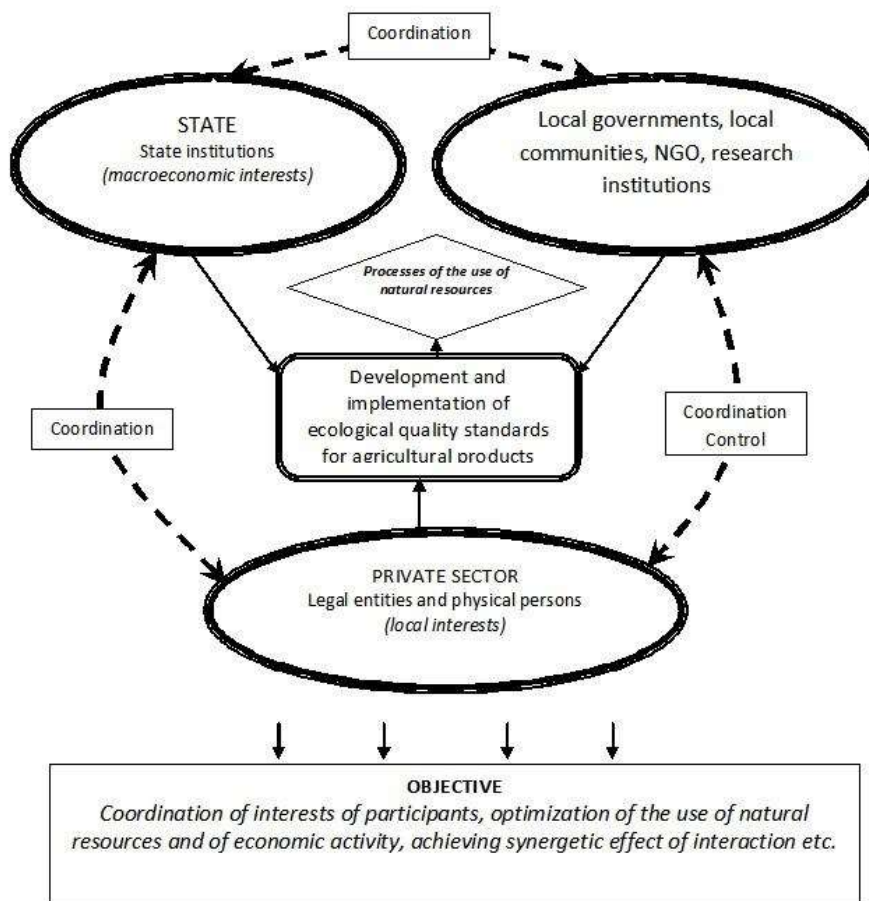 Coordination
STATE
State institutions
(macroeconomic interests)
Local governments, local
communities, NGO, research
institutions
Processes of the use of
natural resources
Development and
implementation of
ecological quality standards
for agricultural products
Coordination
Coordination
Control
PRIVATE SECTOR
Legal entities and physical persons
(local interests)
OBJECTIVE
Coordination of interests of participants, optimization of the use of natural
resources and of economic activity, achieving synergetic effect of interaction etc.